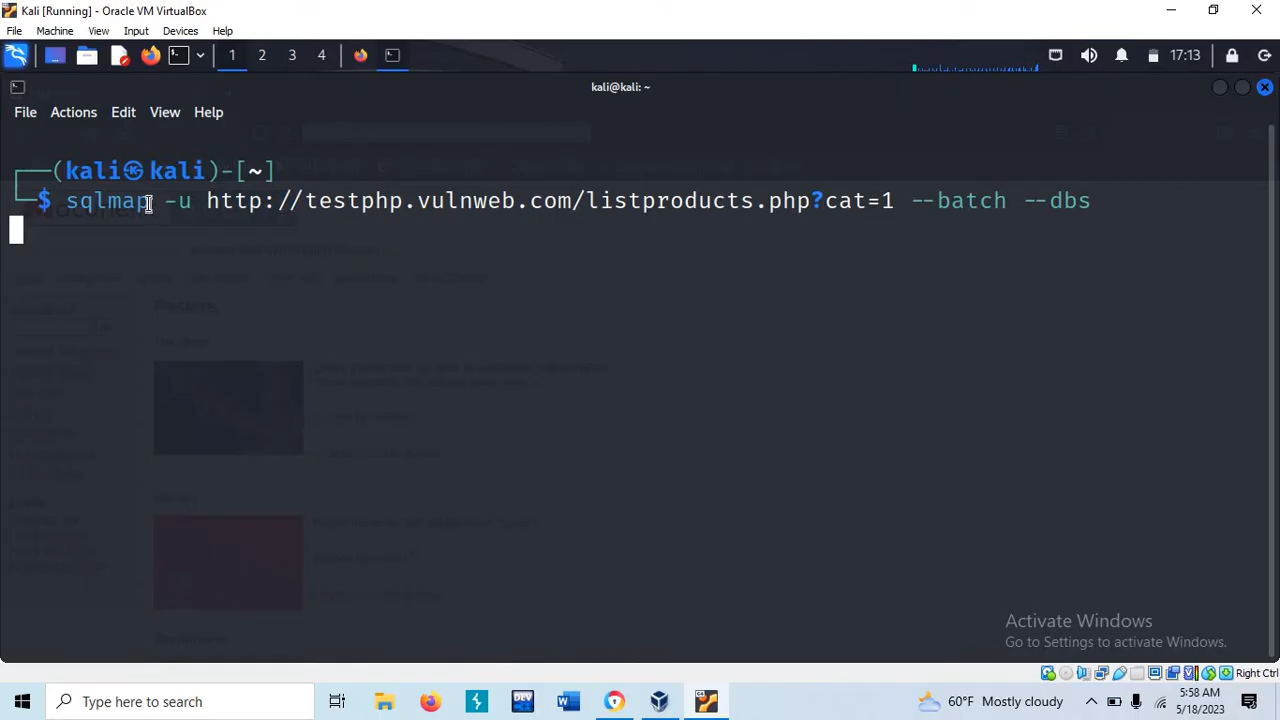 Kali [Running] - Oracle VM VirtualBox
File Machine View Input Devices Help
1 2 3 4 17:13
kali@kali: ~
File Actions Edit View Help
┌──(kali㉿kali)-[~]
└─$ sqlmap -u http://testphp.vulnweb.com/listproducts.php?cat=1 --batch --dbs
Posters
Activate Windows
Go to Settings to activate Windows.
Right Ctrl
Type here to search
DEV
60°F Mostly cloudy
5:58 AM
5/18/2023